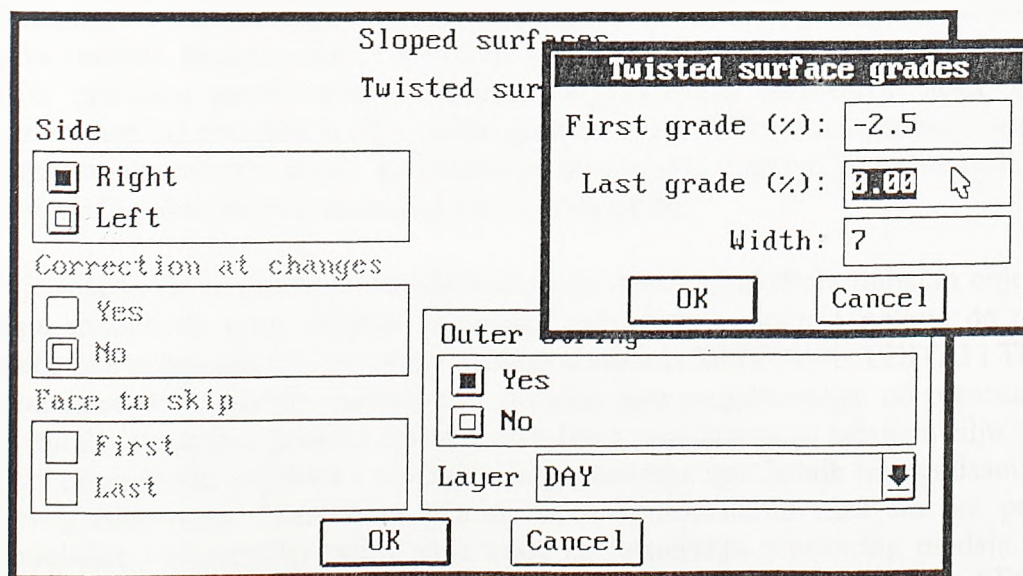 Sloped surfaces
Twisted sur
Side
Right
Left
Correction at changes
Yes
No
Face to skip
First
Last
Outer string
Yes
No
Layer DAY
OK Cancel
Twisted surface grades
First grade (%): -2.5
Last grade (%): 0.00
Width: 7
OK Cancel